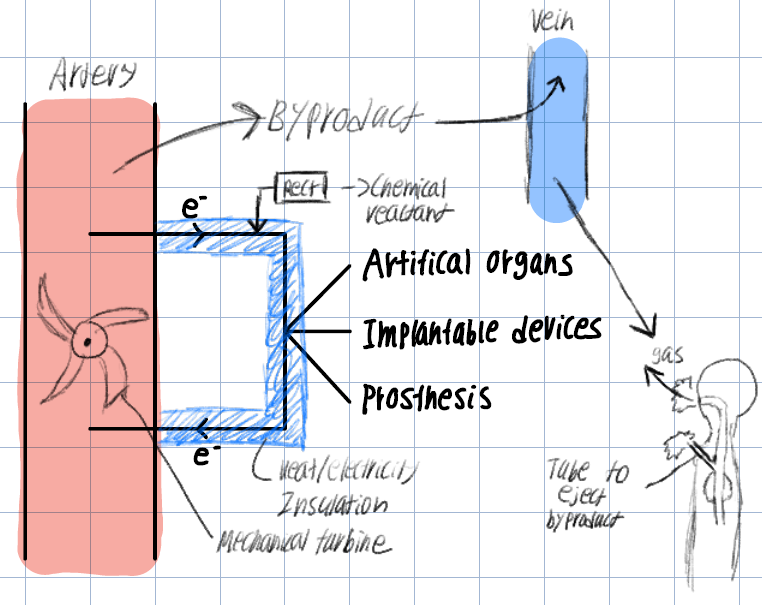 Vein
Artery
Byproduct
Rect
->Chemical
reactant
e-
Artifical organs
Implantable devices
Prosthesis
gas
e-
Heat/electricity
Insulation
Mechanical turbine
Tube to
eject
byproduct